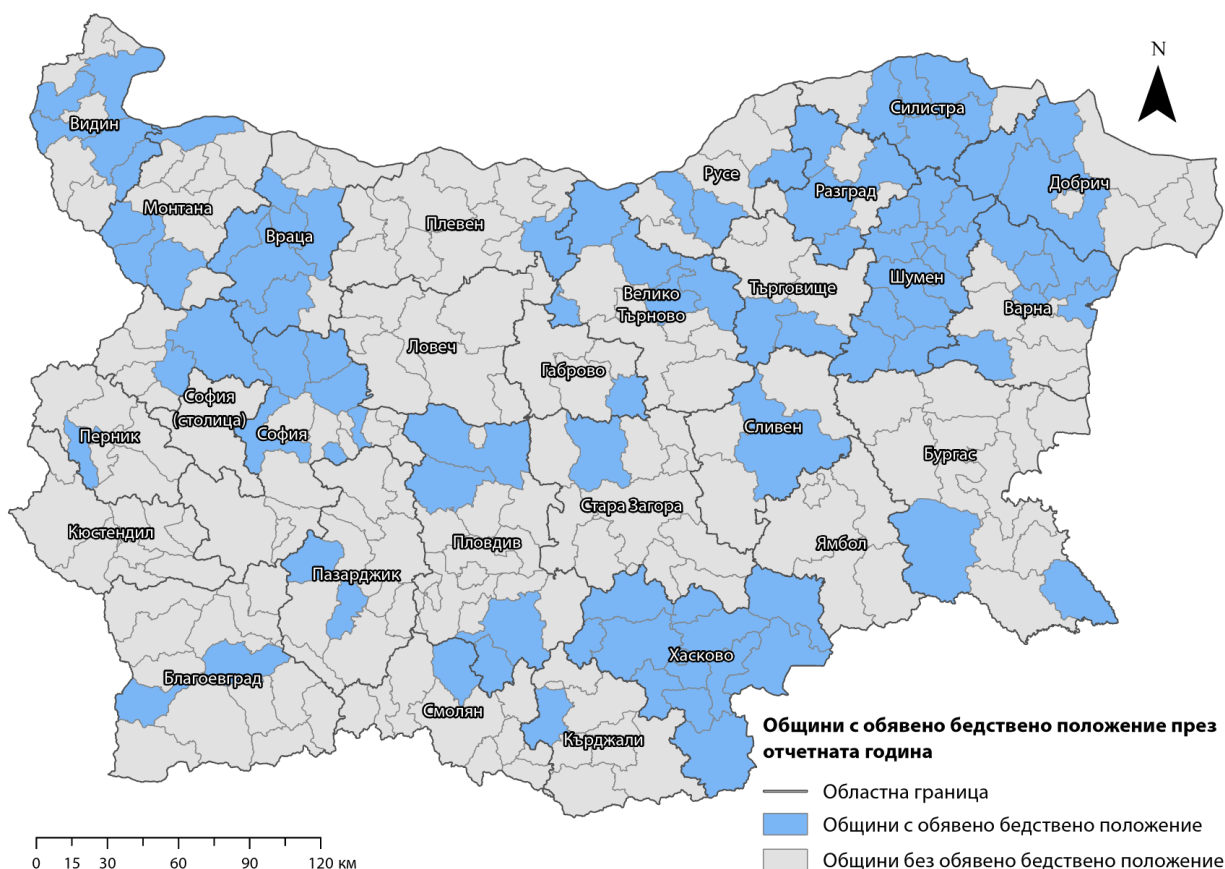 N
Силистра
Видин
Русе
Добрич
Разград
Монтана
Плевен
Враца
Шумен
Търговище
Велико
Търново
Варна
Ловеч
Габрово
София
(столица)
София
Перник
Сливен
Бургас
Стара Загора
Кюстендил
Пловдив
Ямбол
Пазарджик
Хасково
Благоевград
Смолян
Кърджали
Общини с обявено бедствено положение през
отчетната година
Областна граница
Общини с обявено бедствено положение
Общини без обявено бедствено положение
0 15 30 60 90 120 км